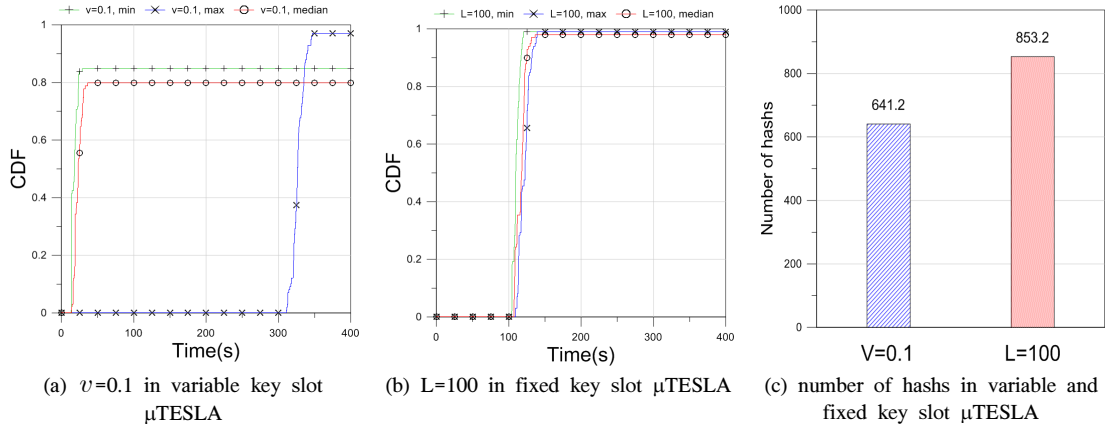 v=0.1, min v=0.1, max v=0.1, median
1
0.8
0.6
0.4
0.2
0
CDF
0 100 200 300 400
Time(s)
(a) v=0.1 in variable key slot
μTESLA
L=100, min L=100, max L=100, median
1
0.8
0.6
0.4
0.2
0
CDF
0 100 200 300 400
Time(s)
(b) L=100 in fixed key slot μTESLA
1000
800
600
400
200
0
Number of hashs
641.2
853.2
V=0.1 L=100
(c) number of hashs in variable and
fixed key slot μTESLA